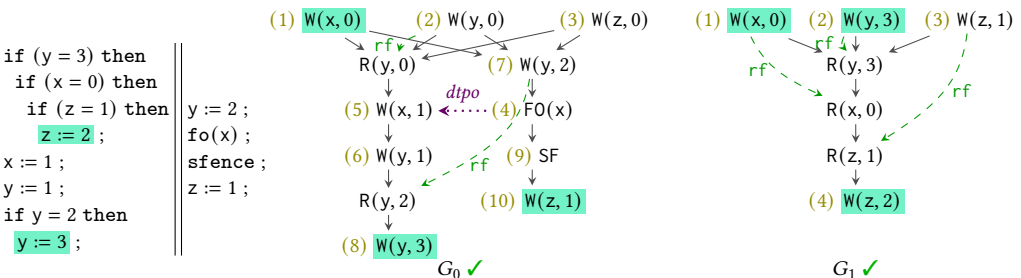 if (y = 3) then
if (x = 0) then
if (z = 1) then
z := 2 ;
x := 1 ;
y := 1 ;
if y = 2 then
y := 3 ;
y := 2 ;
fo(x) ;
sfence ;
z := 1 ;
(1) W(x, 0) (2) W(y, 0) (3) W(z, 0)
rf
R(y, 0) (7) W(y, 2)
dtpo
(5) W(x, 1) (4) FO(x)
(6) W(y, 1) rf (9) SF
R(y, 2) (10) W(z, 1)
(8) W(y, 3)
G0 ✓
(1) W(x, 0) (2) W(y, 3) (3) W(z, 1)
rf
R(y, 3)
rf
rf
R(x, 0)
R(z, 1)
(4) W(z, 2)
G1 ✓